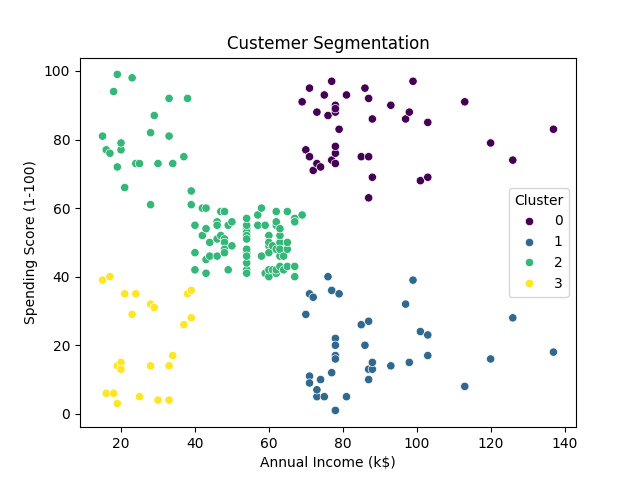 Custemer Segmentation
Spending Score (1-100)
100
80
60
40
20
0
Cluster
0
1
2
3
20 40 60 80 100 120 140
Annual Income (k$)